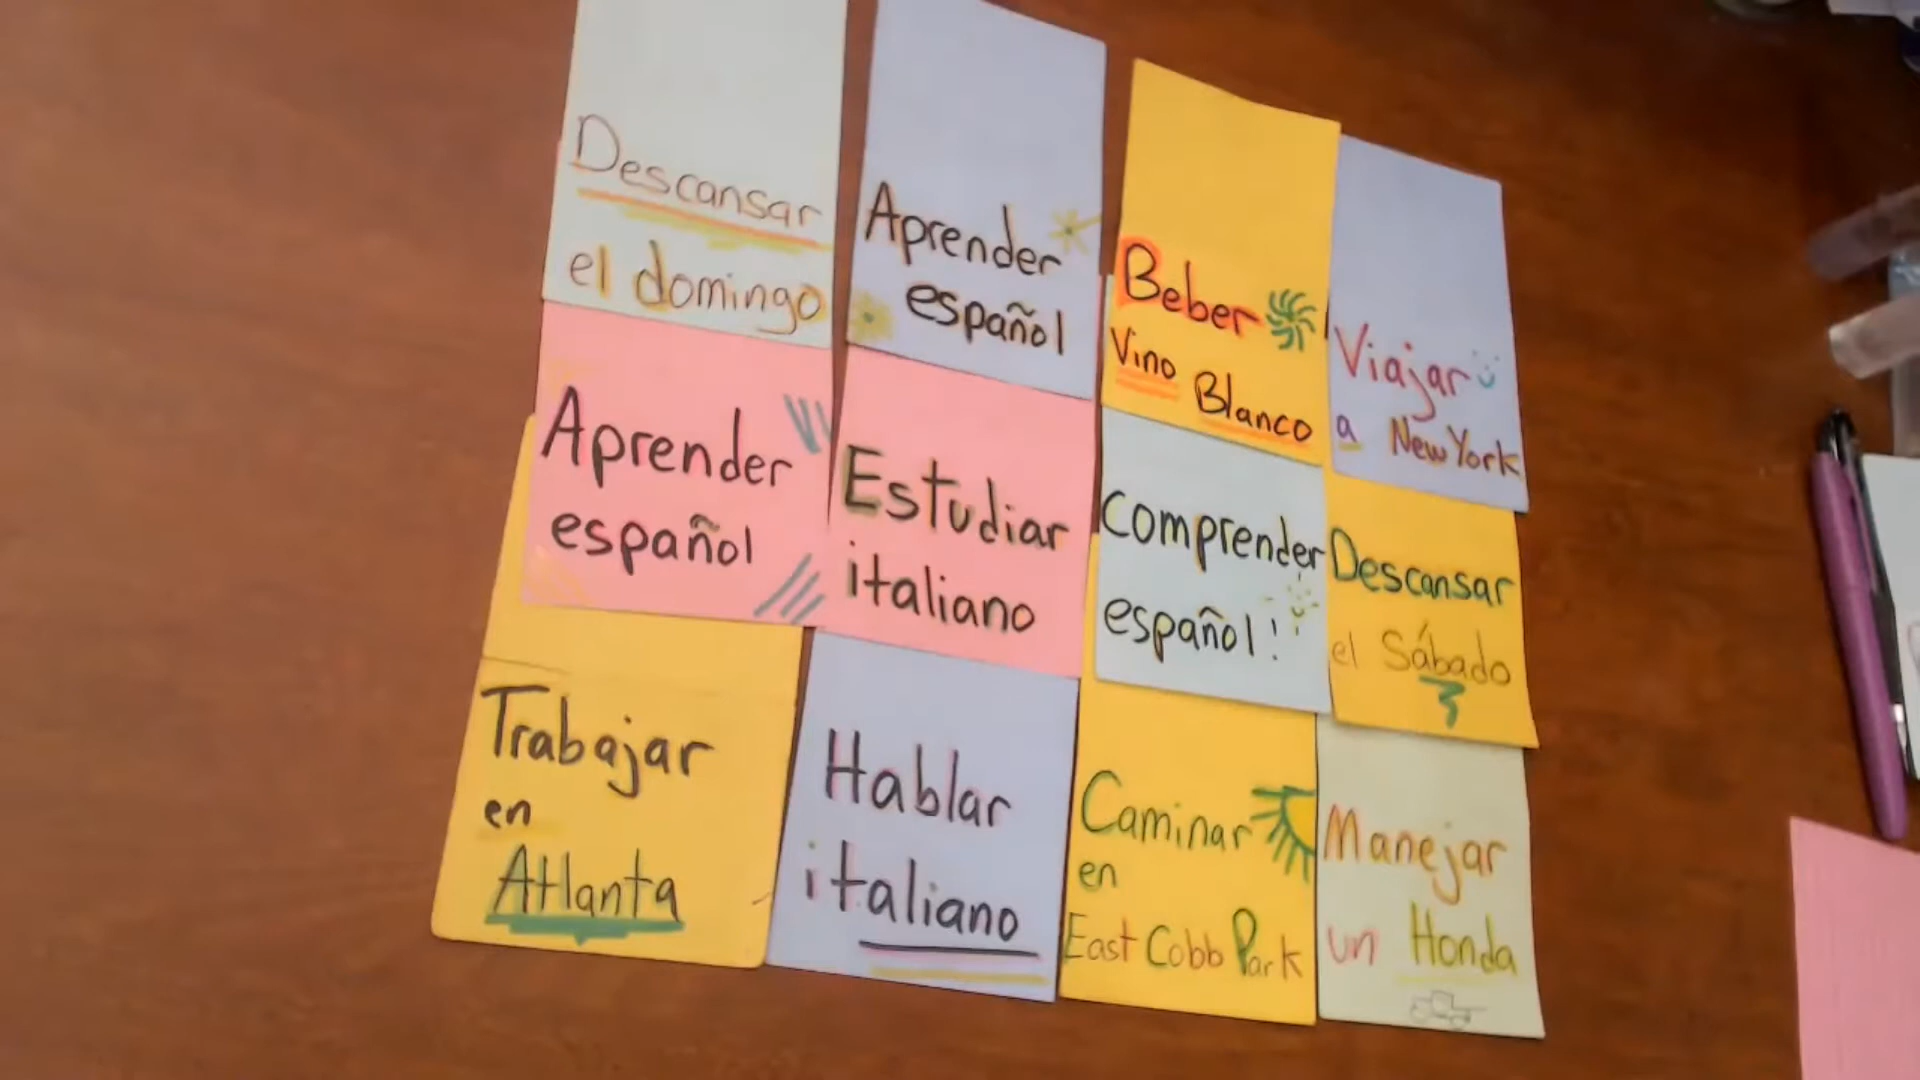 Descansar
el domingo
Aprender
español
Beber
Vino Blanco
Viajar
a New York
Aprender
español
Estudiar
italiano
Comprender
español!
Descansar
el Sábado
Trabajar
en
Atlanta
Hablar
italiano
Caminar
en
East Cobb Park
Manejar
un Honda